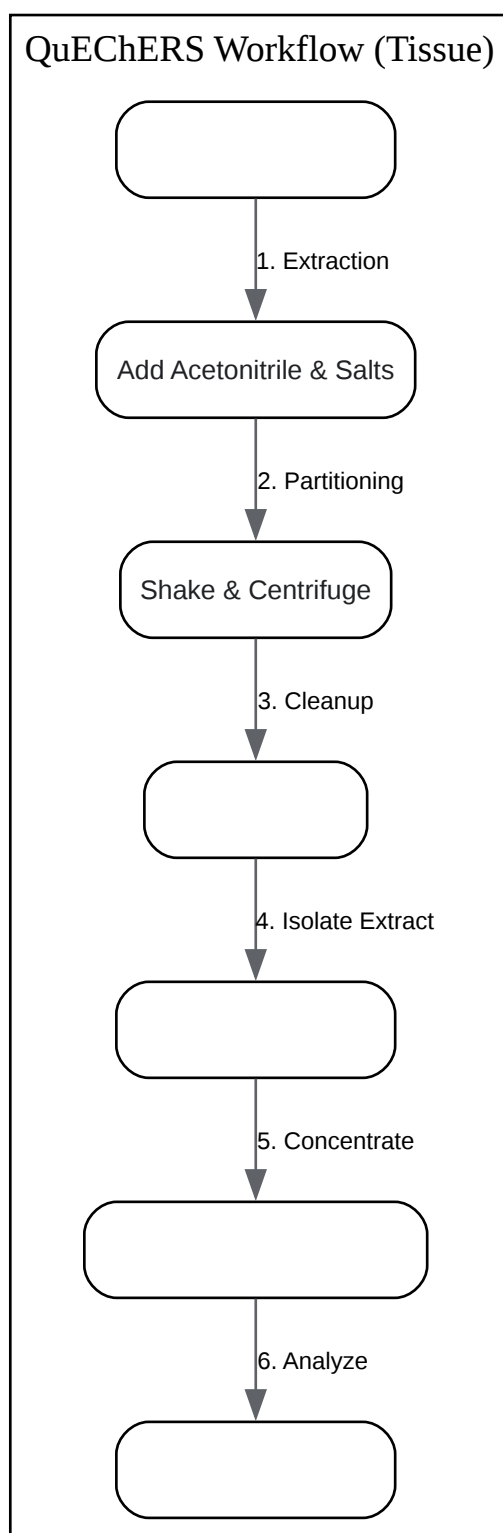 QuEChERS Workflow (Tissue)
1. Extraction
Add Acetonitrile & Salts
2. Partitioning
Shake & Centrifuge
3. Cleanup
4. Isolate Extract
5. Concentrate
6. Analyze